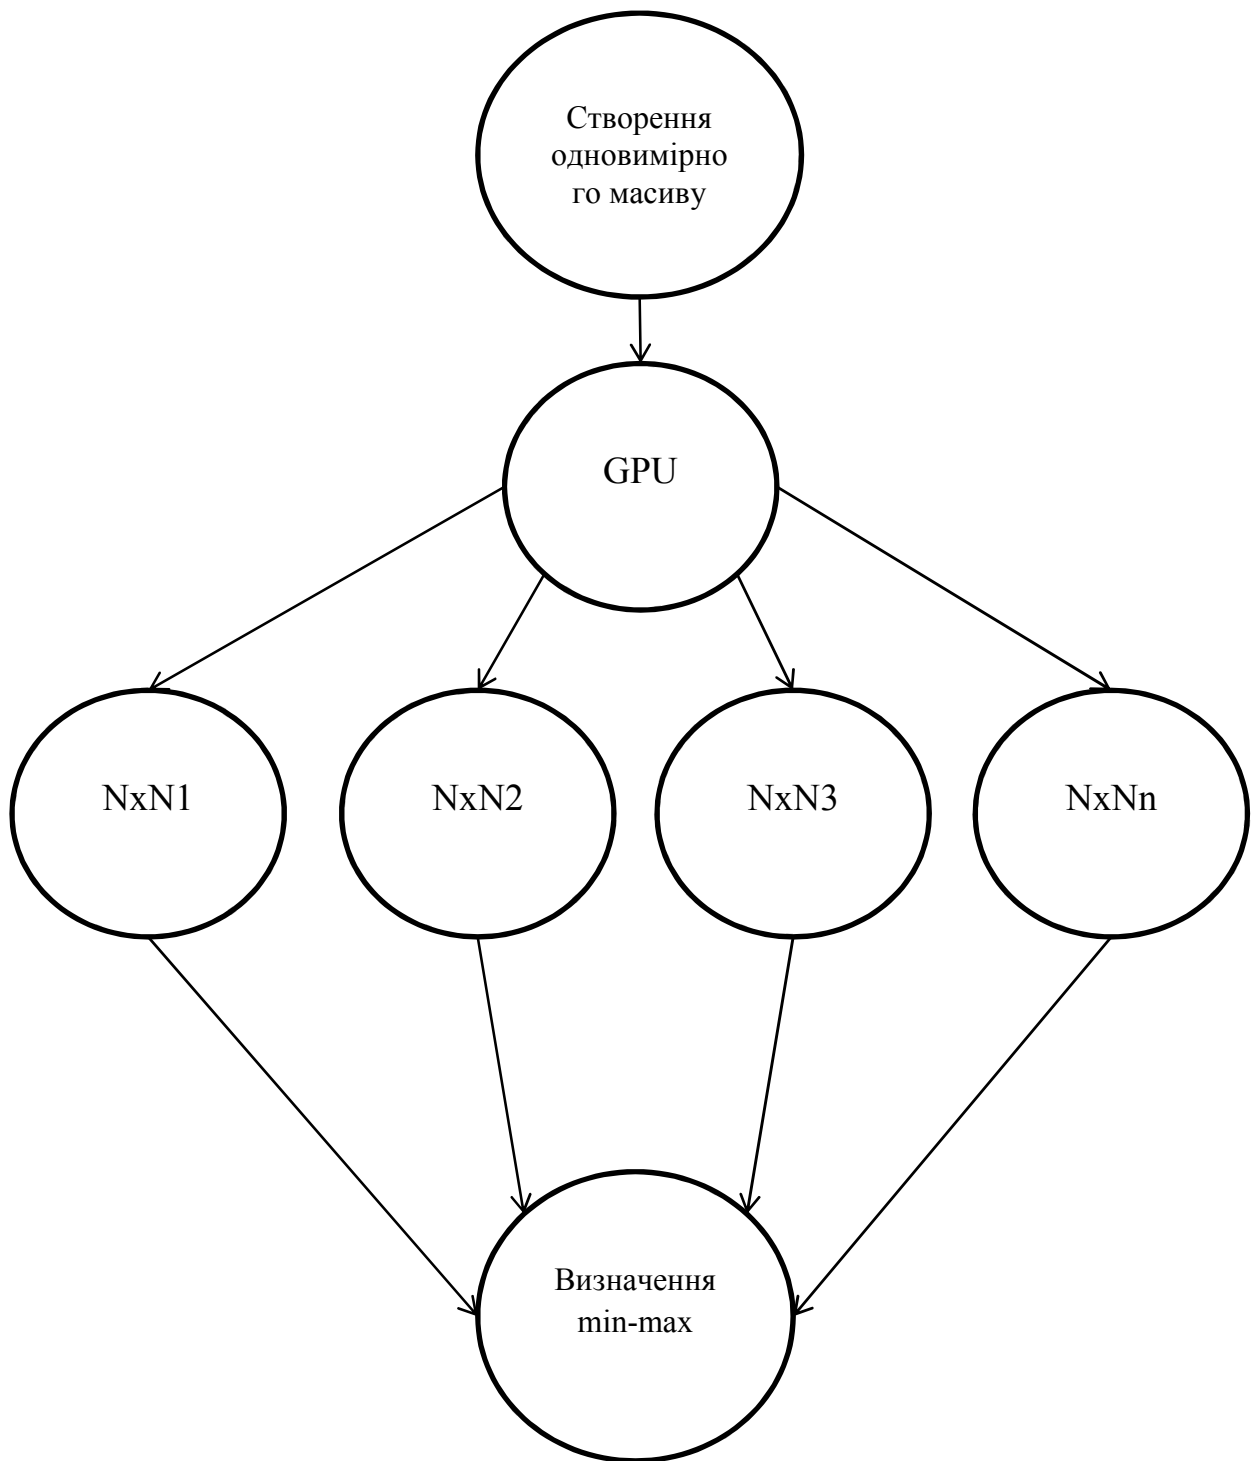 Створення
одновимірно
го масиву
GPU
NxN1
NxN2
NxN3
NxNn
Визначення
min-max